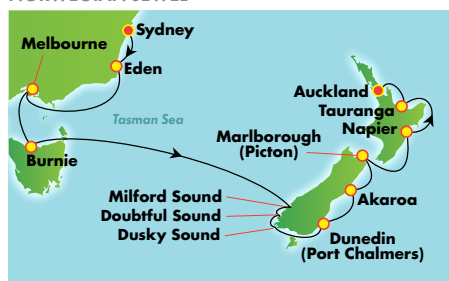 Sydney
Melbourne
Eden
Auckland
Tauranga
Tasman Sea
Napier
Marlborough
(Picton)
Burnie
Milford Sound
Akaroa
Doubtful Sound
Dusky Sound
Dunedin
(Port Chalmers)